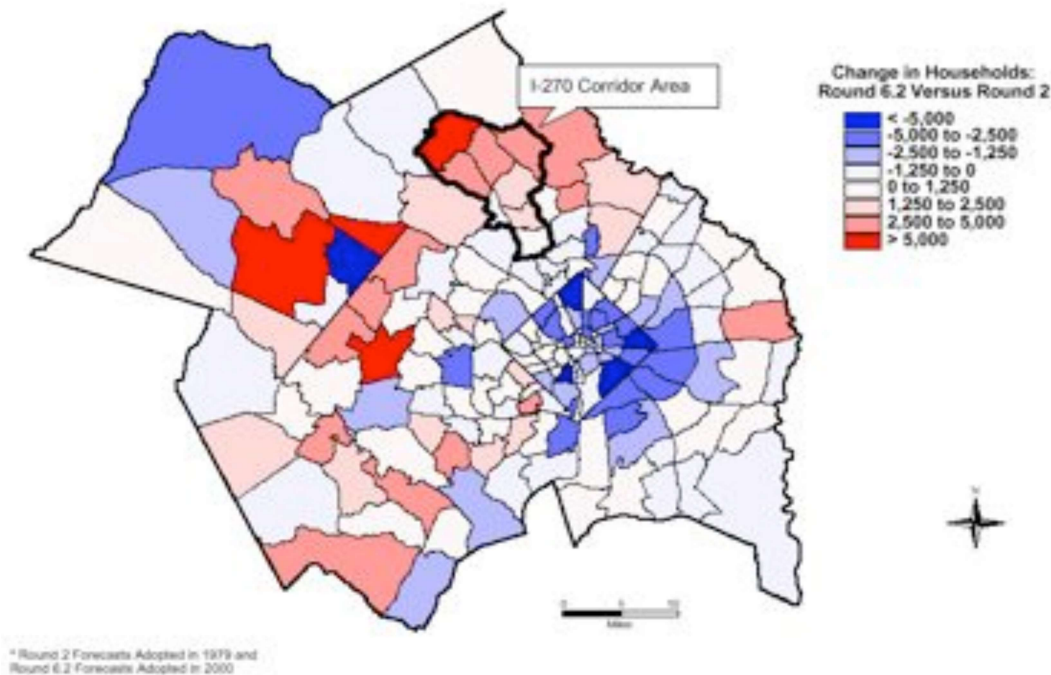 I-270 Corridor Area
Change in Households:
Round 6.2 Versus Round 2
< -5,000
-5,000 to -2,500
-2,500 to -1,250
-1,250 to 0
0 to 1,250
1,250 to 2,500
2,500 to 5,000
> 5,000
N
0
Miles
* Round 2 Forecasts Adopted in 1979 and
Round 6.2 Forecasts Adopted in 2000